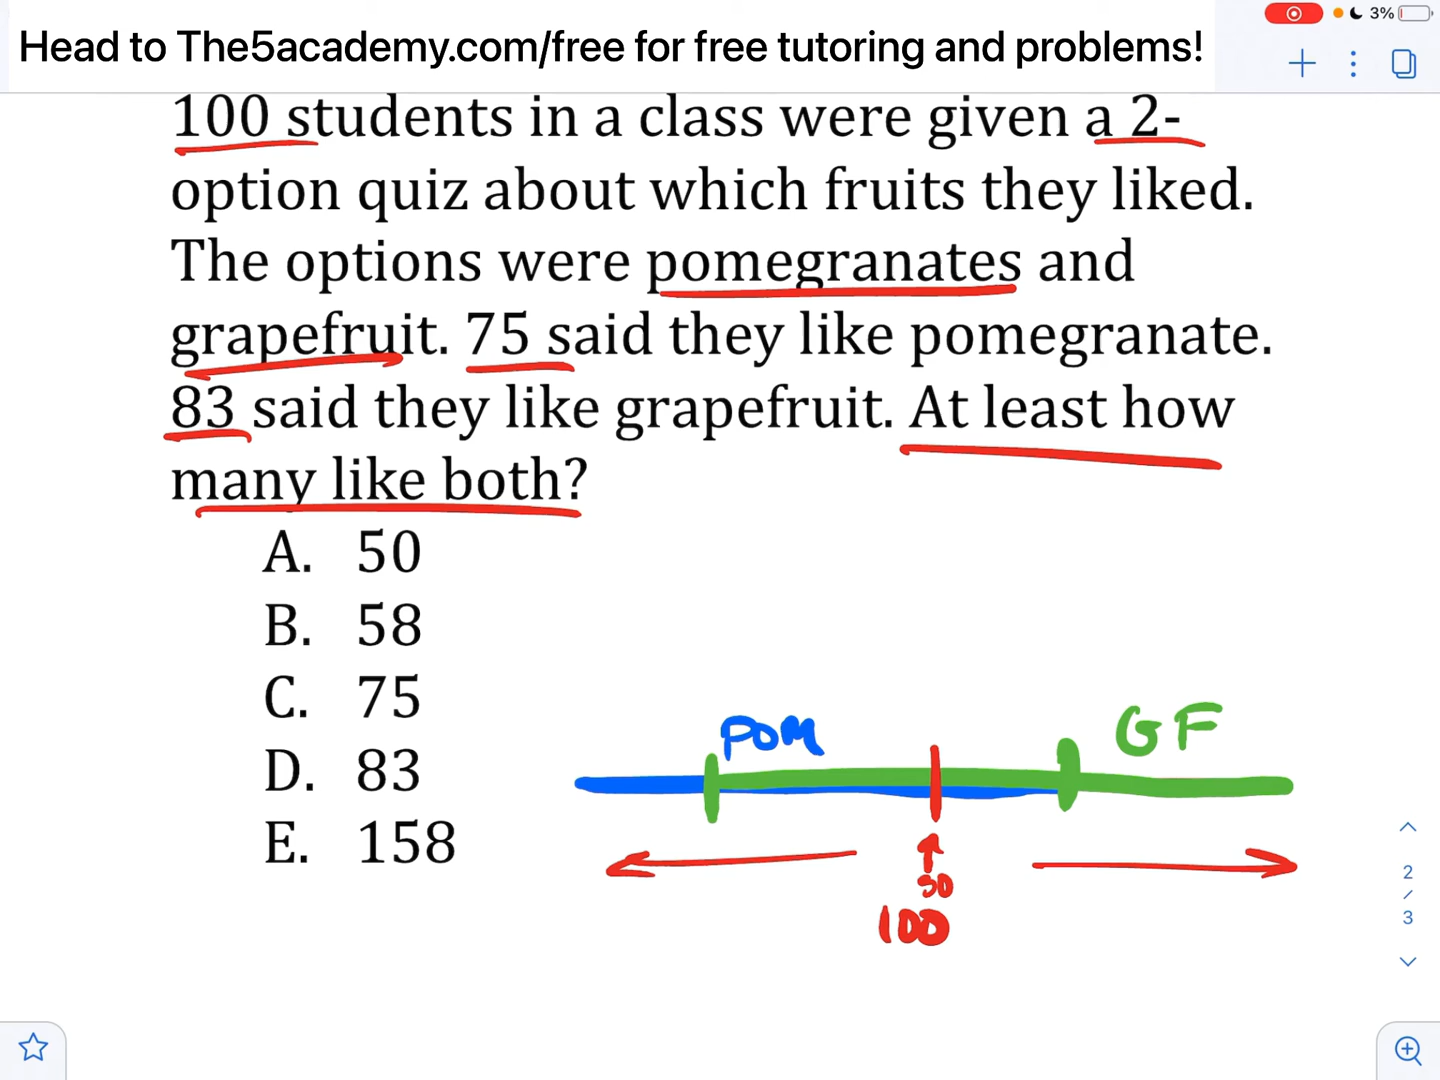 3%
Head to The5academy.com/free for free tutoring and problems!
100 students in a class were given a 2-
option quiz about which fruits they liked.
The options were pomegranates and
grapefruit. 75 said they like pomegranate.
83 said they like grapefruit. At least how
many like both?
A. 50
B. 58
C. 75
D. 83
E. 158
POM
GF
50
100
2
/
3